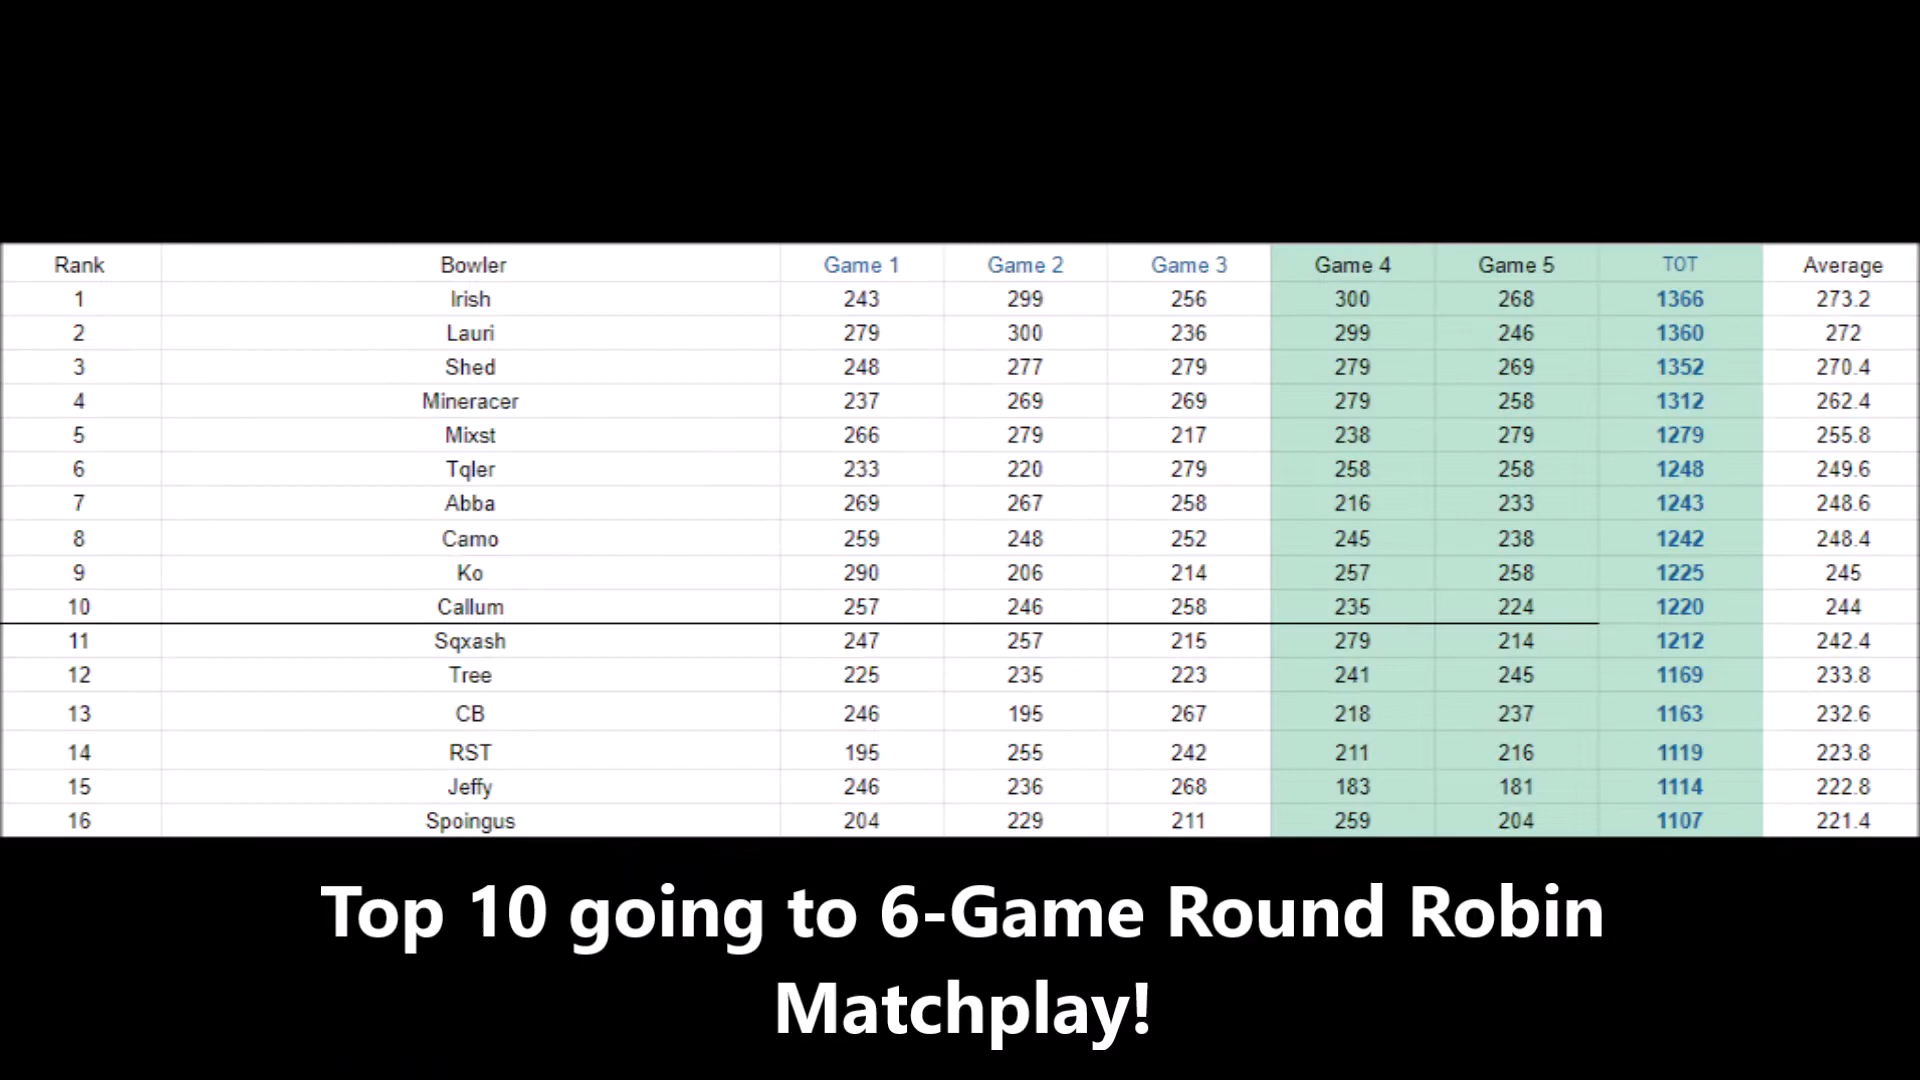 Rank Bowler Game 1 Game 2 Game 3 Game 4 Game 5 TOT Average
1 Irish 243 299 256 300 268 1366 273.2
2 Lauri 279 300 236 299 246 1360 272
3 Shed 248 277 279 279 269 1352 270.4
4 Mineracer 237 269 269 279 258 1312 262.4
5 Mixst 266 279 217 238 279 1279 255.8
6 Tqler 233 220 279 258 258 1248 249.6
7 Abba 269 267 258 216 233 1243 248.6
8 Camo 259 248 252 245 238 1242 248.4
9 Ko 290 206 214 257 258 1225 245
10 Callum 257 246 258 235 224 1220 244
11 Sqxash 247 257 215 279 214 1212 242.4
12 Tree 225 235 223 241 245 1169 233.8
13 CB 246 195 267 218 237 1163 232.6
14 RST 195 255 242 211 216 1119 223.8
15 Jeffy 246 236 268 183 181 1114 222.8
16 Spoingus 204 229 211 259 204 1107 221.4
Top 10 going to 6-Game Round Robin
Matchplay!